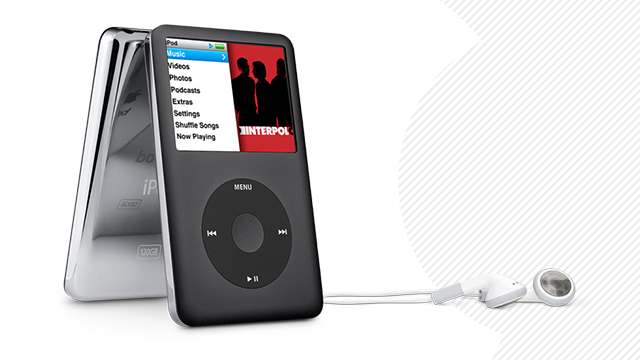 iPod
Music
Videos
Photos
Podcasts
Extras
Settings
Shuffle Songs
Now Playing
INTERPOL
MENU
120GB